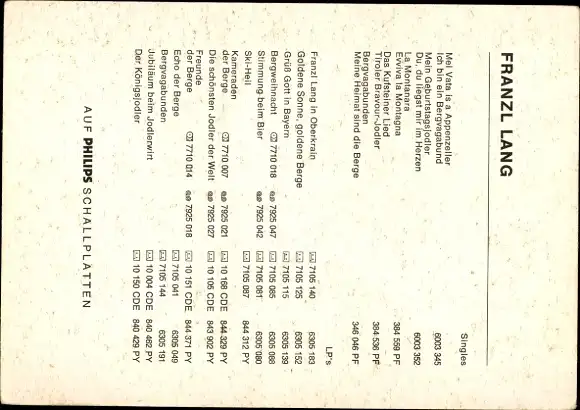 FRANZL LANG
Singles
Mei Vata is a Appenzeller
Ich bin ein Bergvagabund 6003 345
Mein Geburtstagsjodler
Du, du liegst mir im Herzen 6003 352
La Montanara
Evviva la Montagna 384 559 PF
Das Kufsteiner Lied
Tiroler Bravour-Jodler 384 536 PF
Bergvagabunden
Meine Heimat sind die Berge 346 046 PF
LP's
Franzl Lang in Oberkrain 7105 140 6305 183
Goldene Sonne, goldene Berge 7105 125 6305 152
Grüß Gott in Bayern 7105 115 6305 139
Bergweihnacht 7710 018 7925 047 7105 085 6305 098
Stimmung beim Bier 7925 042 7105 081 6305 080
Ski-Heil 7105 087 844 312 PY
Kameraden
der Berge 7710 007 7925 021 10 168 CDE 844 329 PY
Die schönsten Jodler der Welt 7925 027 10 105 CDE 843 902 PY
Freunde
der Berge 7710 014 7925 018 10 151 CDE 844 371 PY
Echo der Berge 7105 041 6305 049
Bergvagabunden 7105 144 6305 191
Jubiläum beim Jodlerwirt 10 004 CDE 840 462 PY
Der Königsjodler 10 150 CDE 840 429 PY
AUF PHILIPS SCHALLPLATTEN